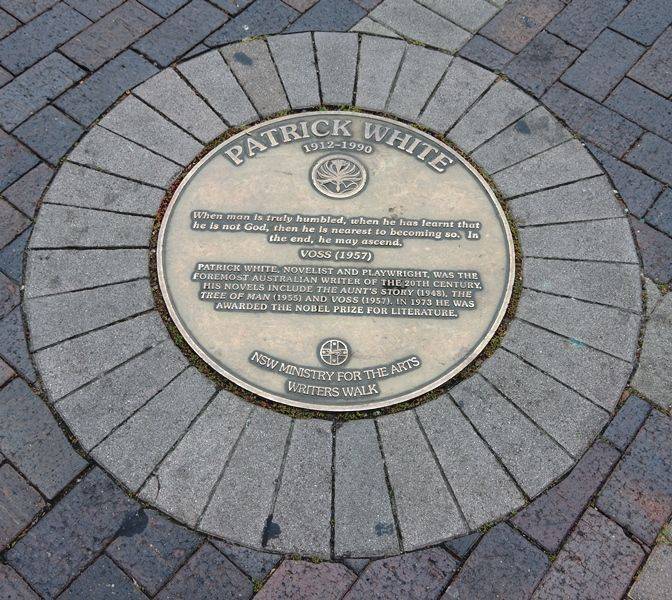 PATRICK WHITE
1912-1990
When man is truly humbled, when he has learnt that
he is not God, then he is nearest to becoming so. In
the end, he may ascend.
VOSS (1957)
PATRICK WHITE, NOVELIST AND PLAYWRIGHT, WAS THE
FOREMOST AUSTRALIAN WRITER OF THE 20TH CENTURY.
HIS NOVELS INCLUDE THE AUNT'S STORY (1948), THE
TREE OF MAN (1955) AND VOSS (1957). IN 1973 HE WAS
AWARDED THE NOBEL PRIZE FOR LITERATURE.
NSW MINISTRY FOR THE ARTS
WRITERS WALK